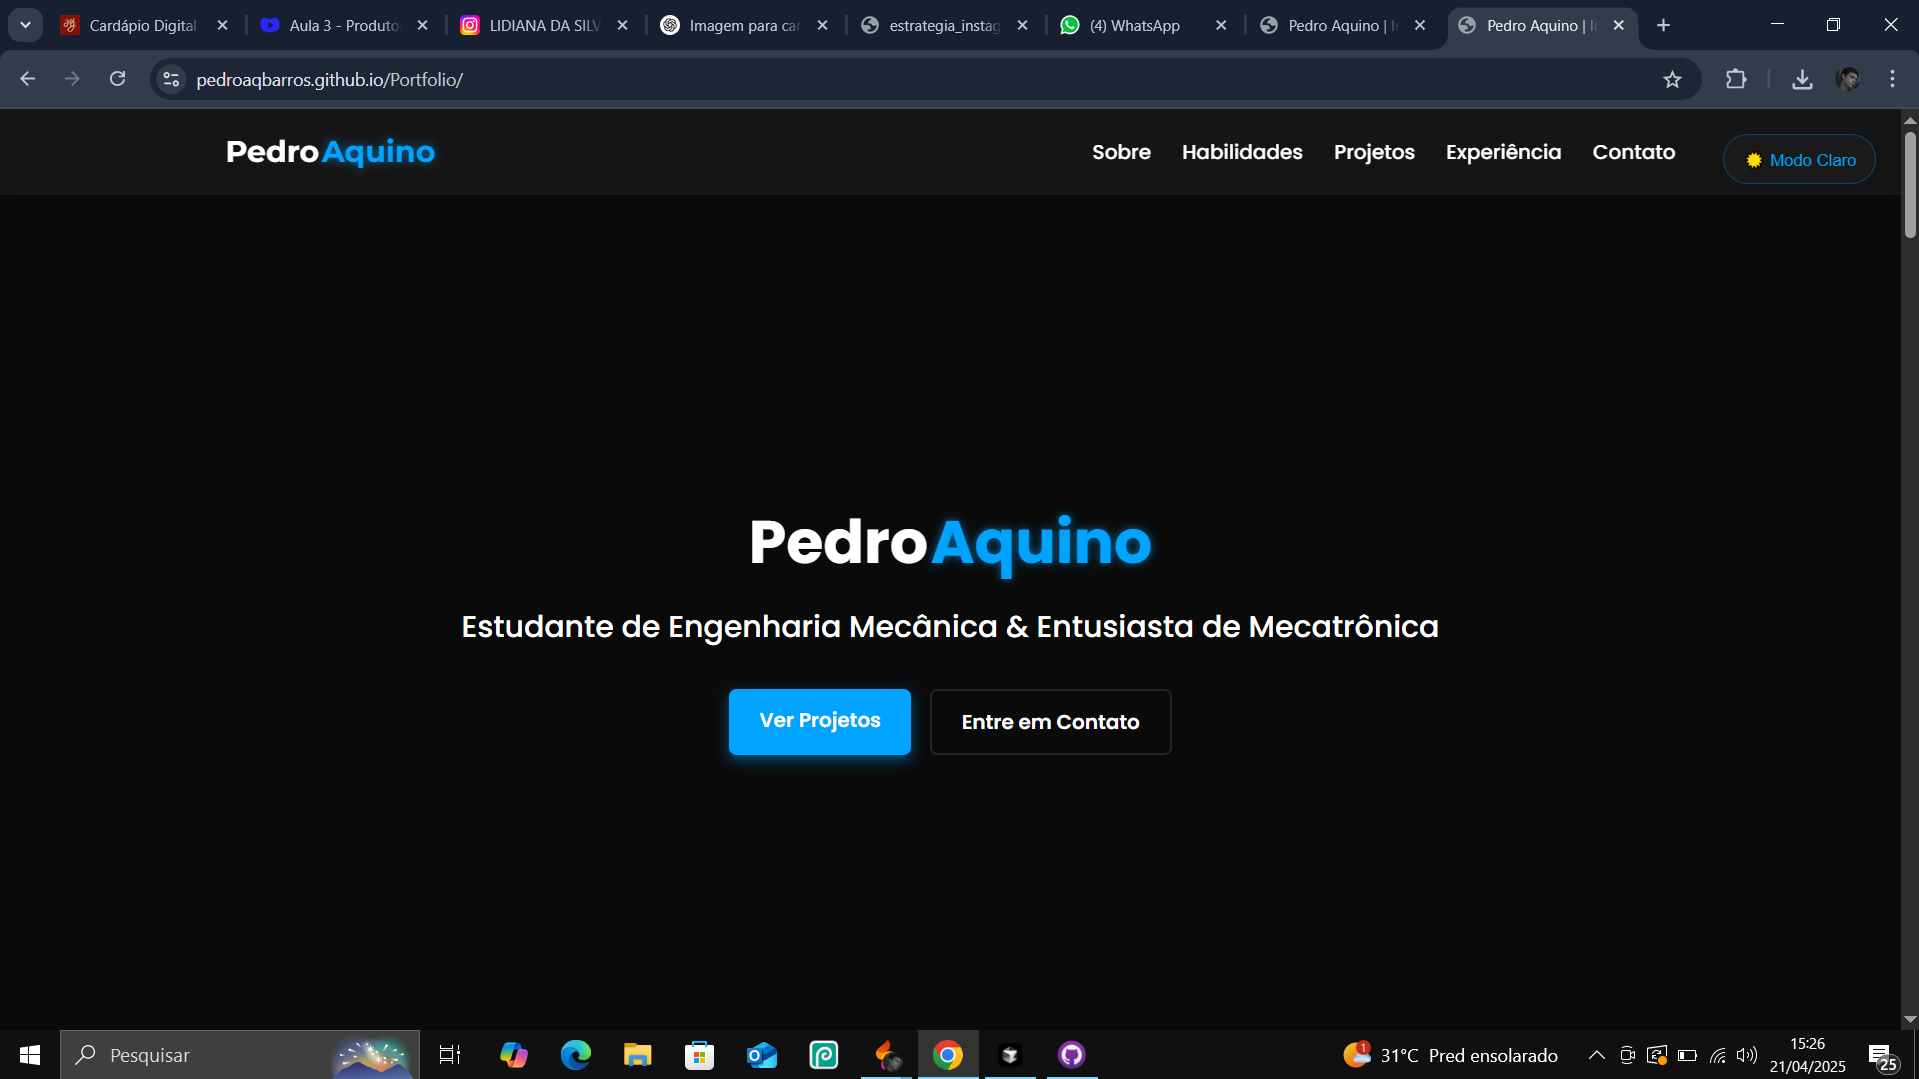 Cardápio Digital
Aula 3 - Produto
LIDIANA DA SILV
Imagem para car
estrategia_instag
(4) WhatsApp
Pedro Aquino | I
Pedro Aquino | I
pedroaqbarros.github.io/Portfolio/
PedroAquino
Sobre
Habilidades
Projetos
Experiência
Contato
Modo Claro
PedroAquino
Estudante de Engenharia Mecânica & Entusiasta de Mecatrônica
Ver Projetos
Entre em Contato
Pesquisar
1
31°C Pred ensolarado
15:26
21/04/2025
25